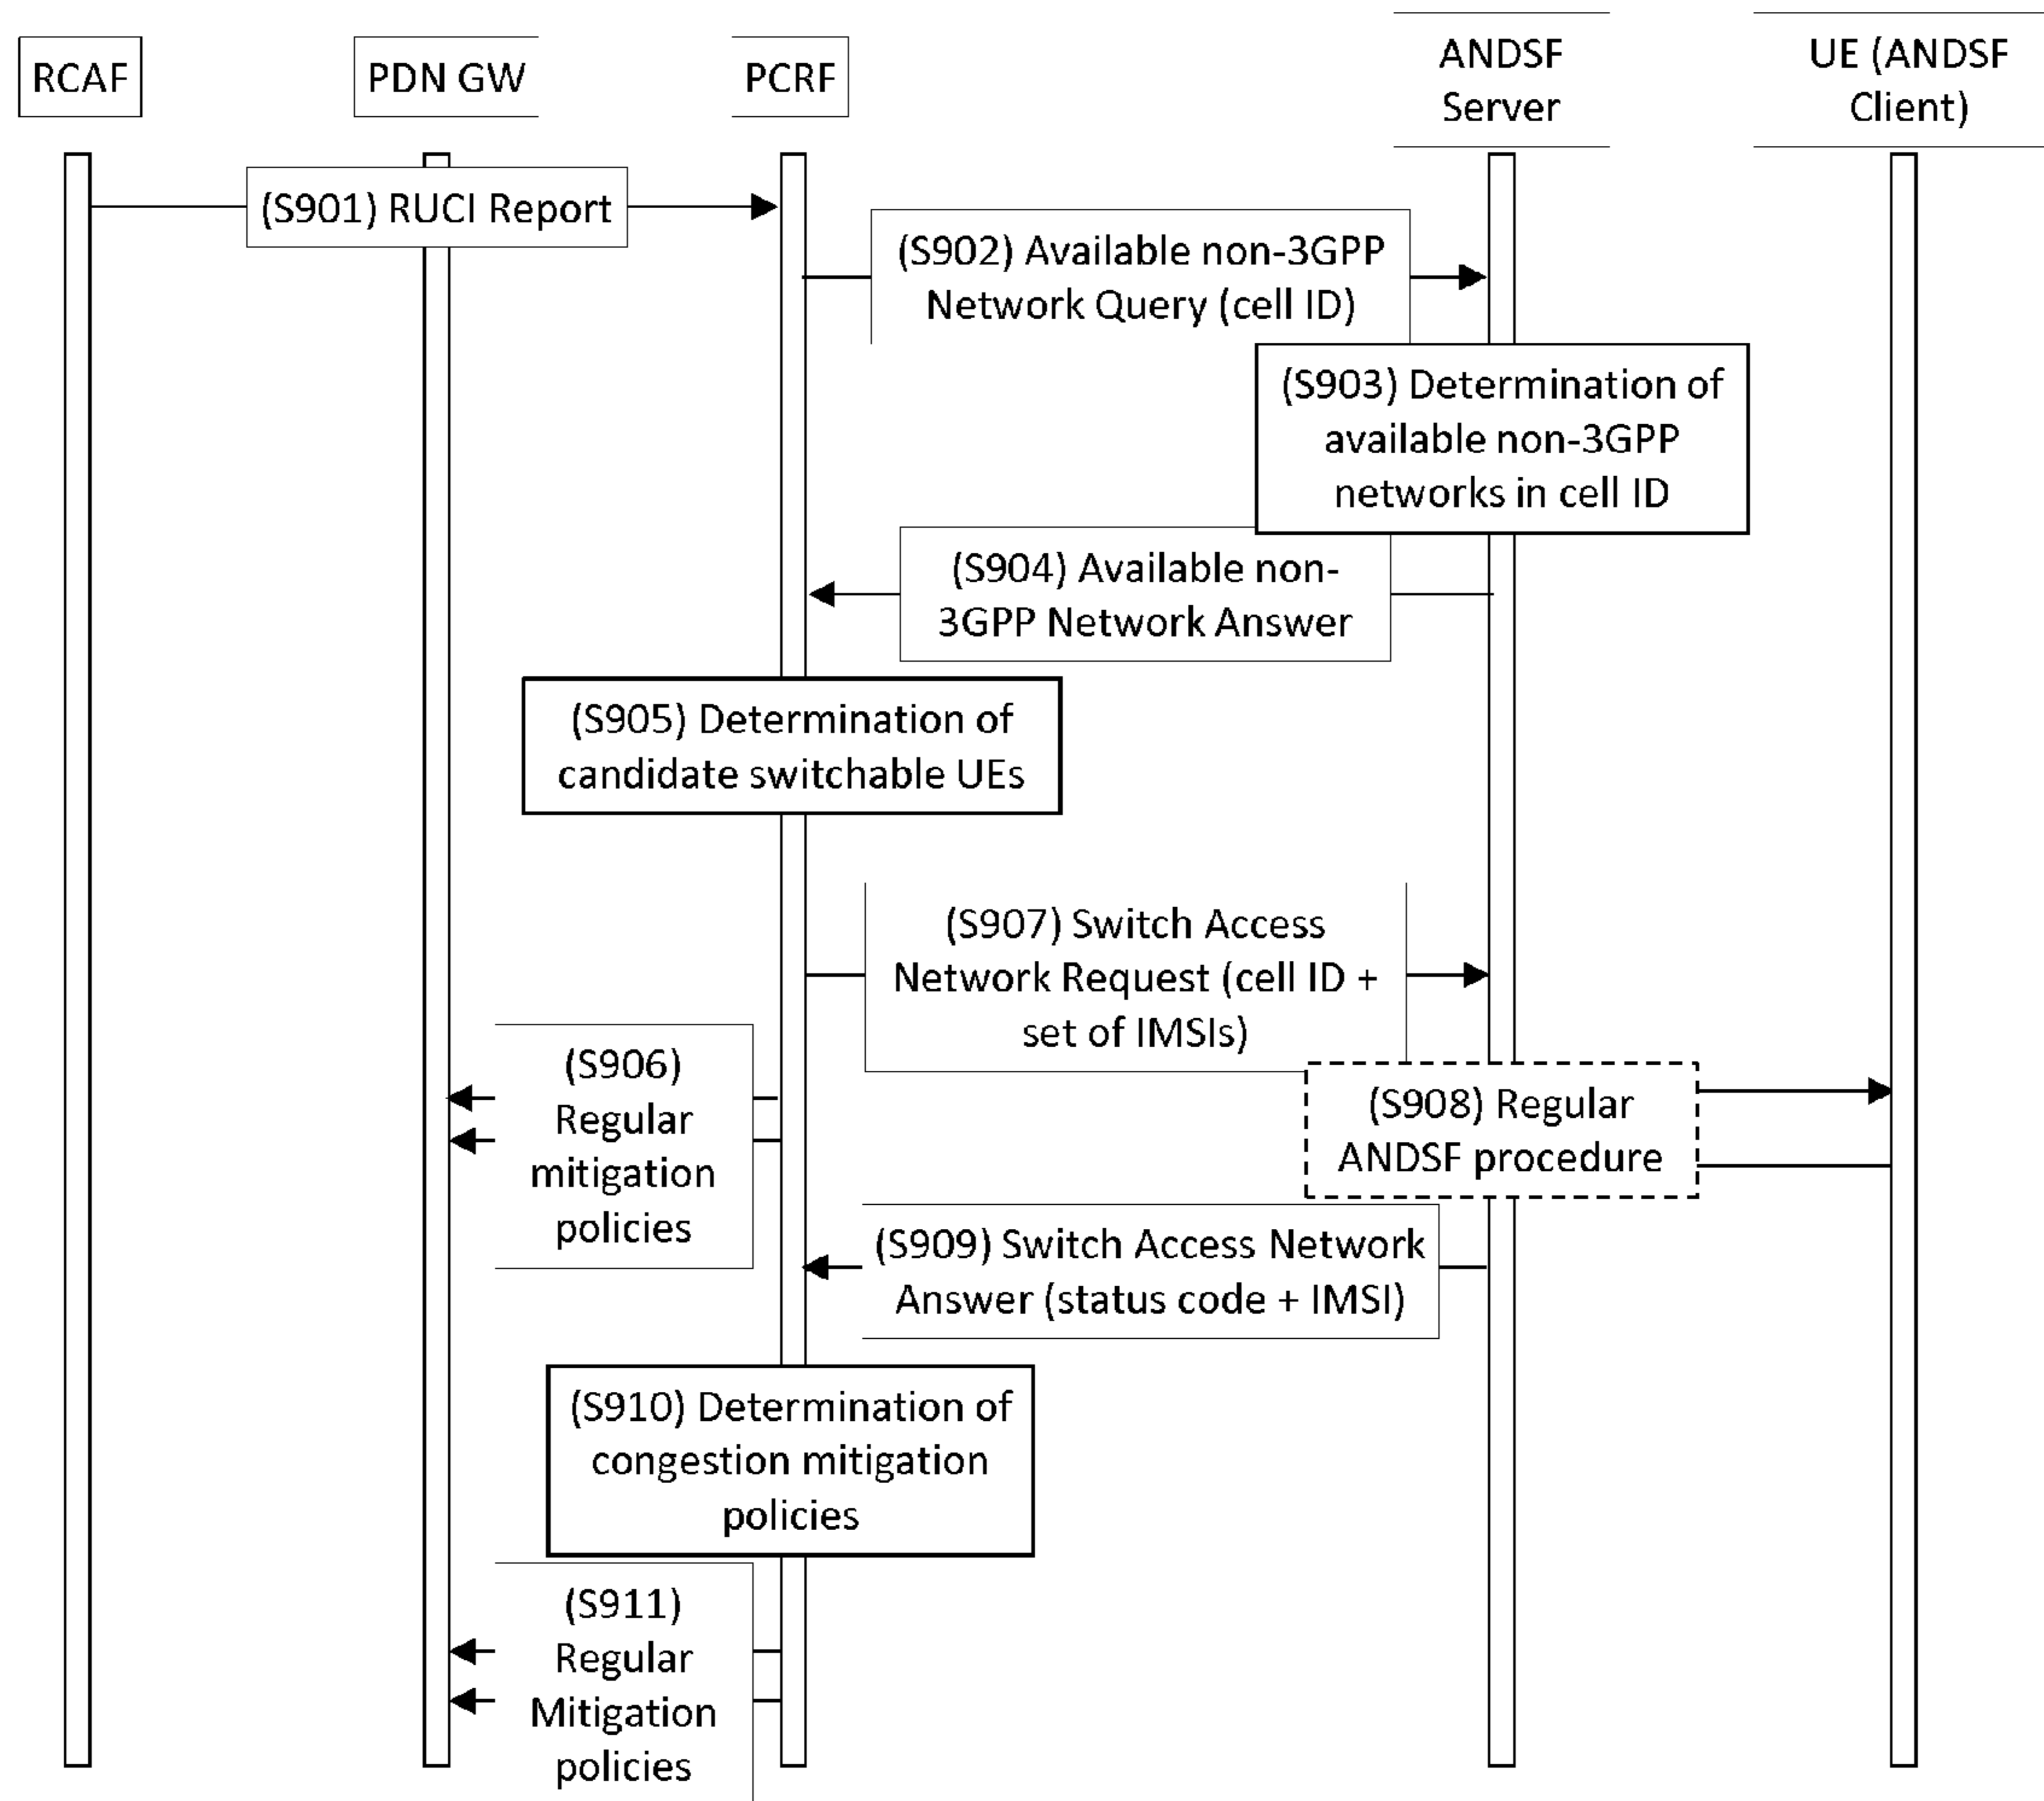 RCAF
PDN GW
PCRF
ANDSF
Server
UE (ANDSF
Client)
(S901) RUCI Report
(S902) Available non-3GPP
Network Query (cell ID)
(S903) Determination of
available non-3GPP
networks in cell ID
(S904) Available non-
3GPP Network Answer
(S905) Determination of
candidate switchable UEs
(S907) Switch Access
Network Request (cell ID +
set of IMSIs)
(S906)
Regular
mitigation
policies
(S908) Regular
ANDSF procedure
(S909) Switch Access Network
Answer (status code + IMSI)
(S910) Determination of
congestion mitigation
policies
(S911)
Regular
Mitigation
policies